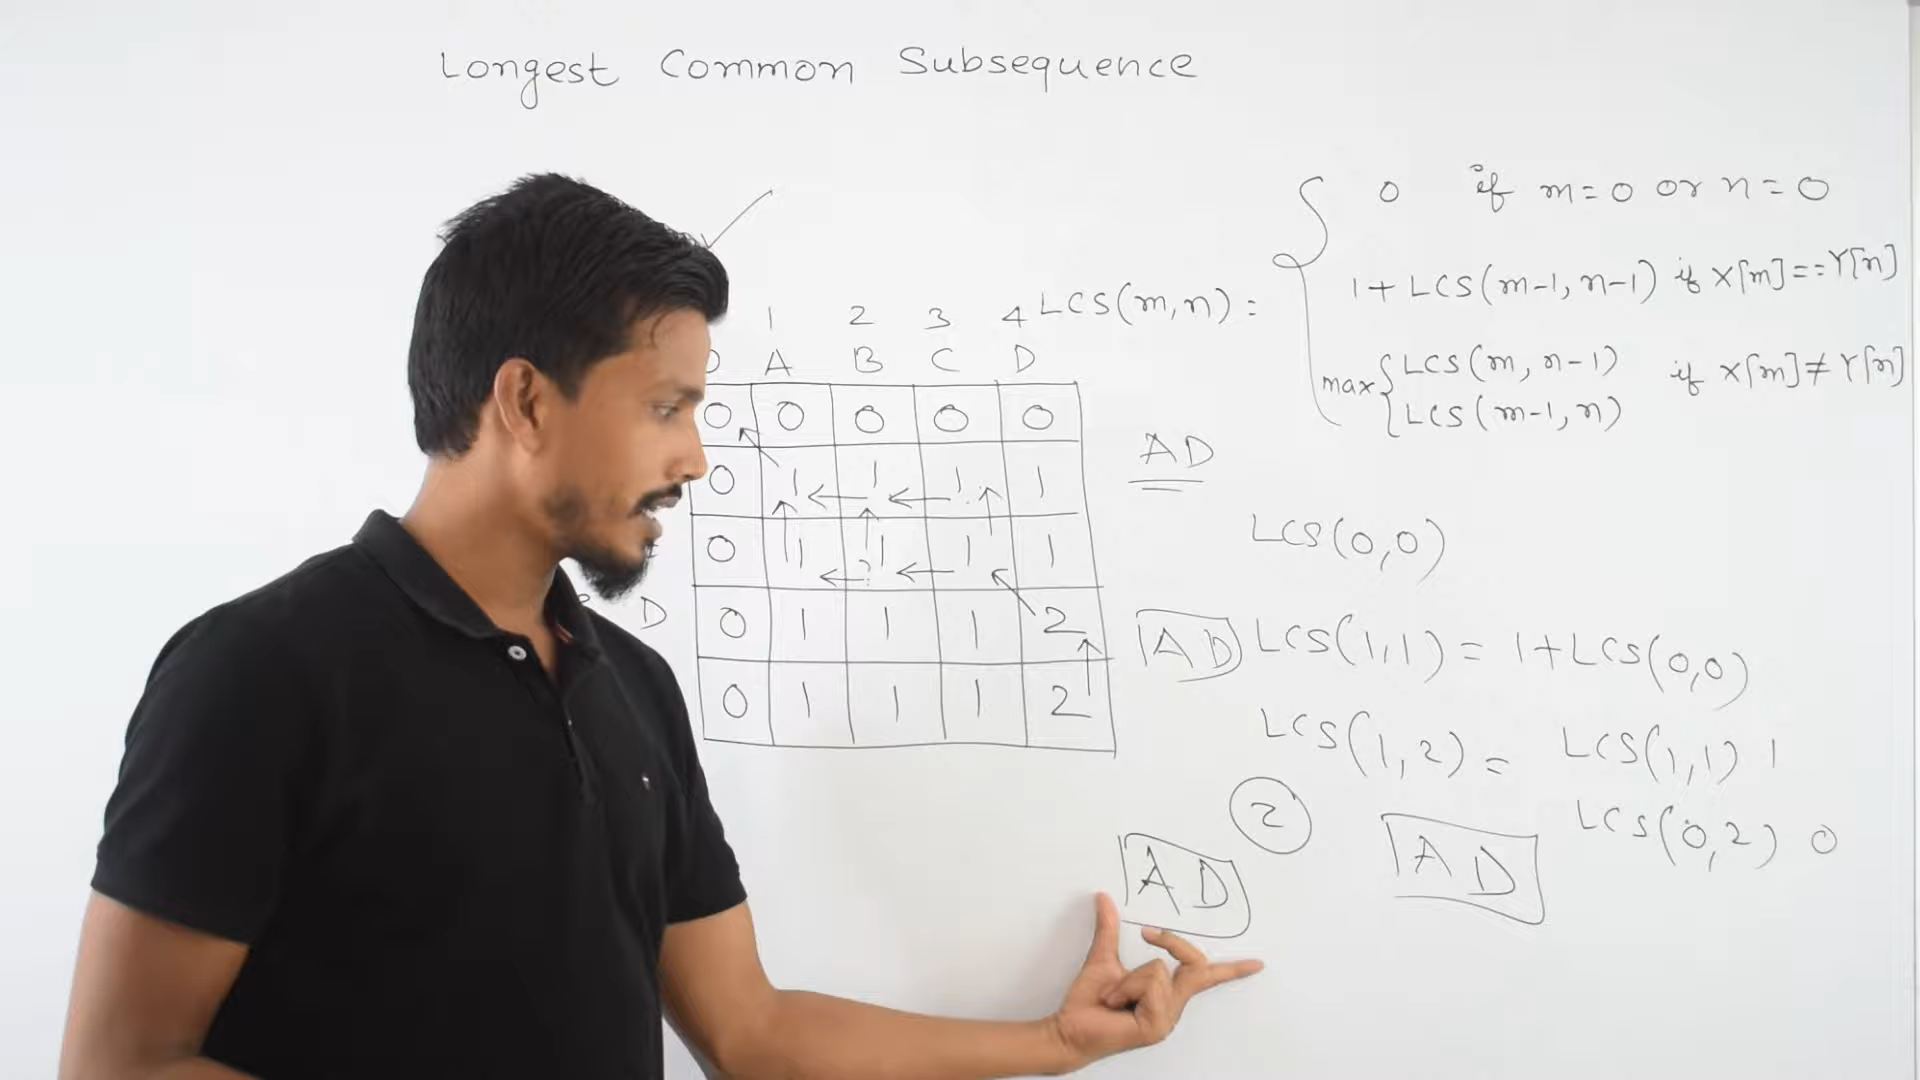 Longest Common Subsequence
0 if m=0 or n=0
LCS(m,n) = 1+LCS(m-1,n-1) if X[m]==Y[n]
max{LCS(m,n-1) if X[m]≠Y[n]
LCS(m-1,n)
1 2 3 4
A B C D
0 0 0 0 0
0 1 1 1 1
0 1 1 1 1
D 0 1 1 1 2
0 1 1 1 2
AD
LCS(0,0)
AD LCS(1,1) = 1+LCS(0,0)
LCS(1,2) = LCS(1,1) 1
LCS(0,2) 0
2
AD
AD